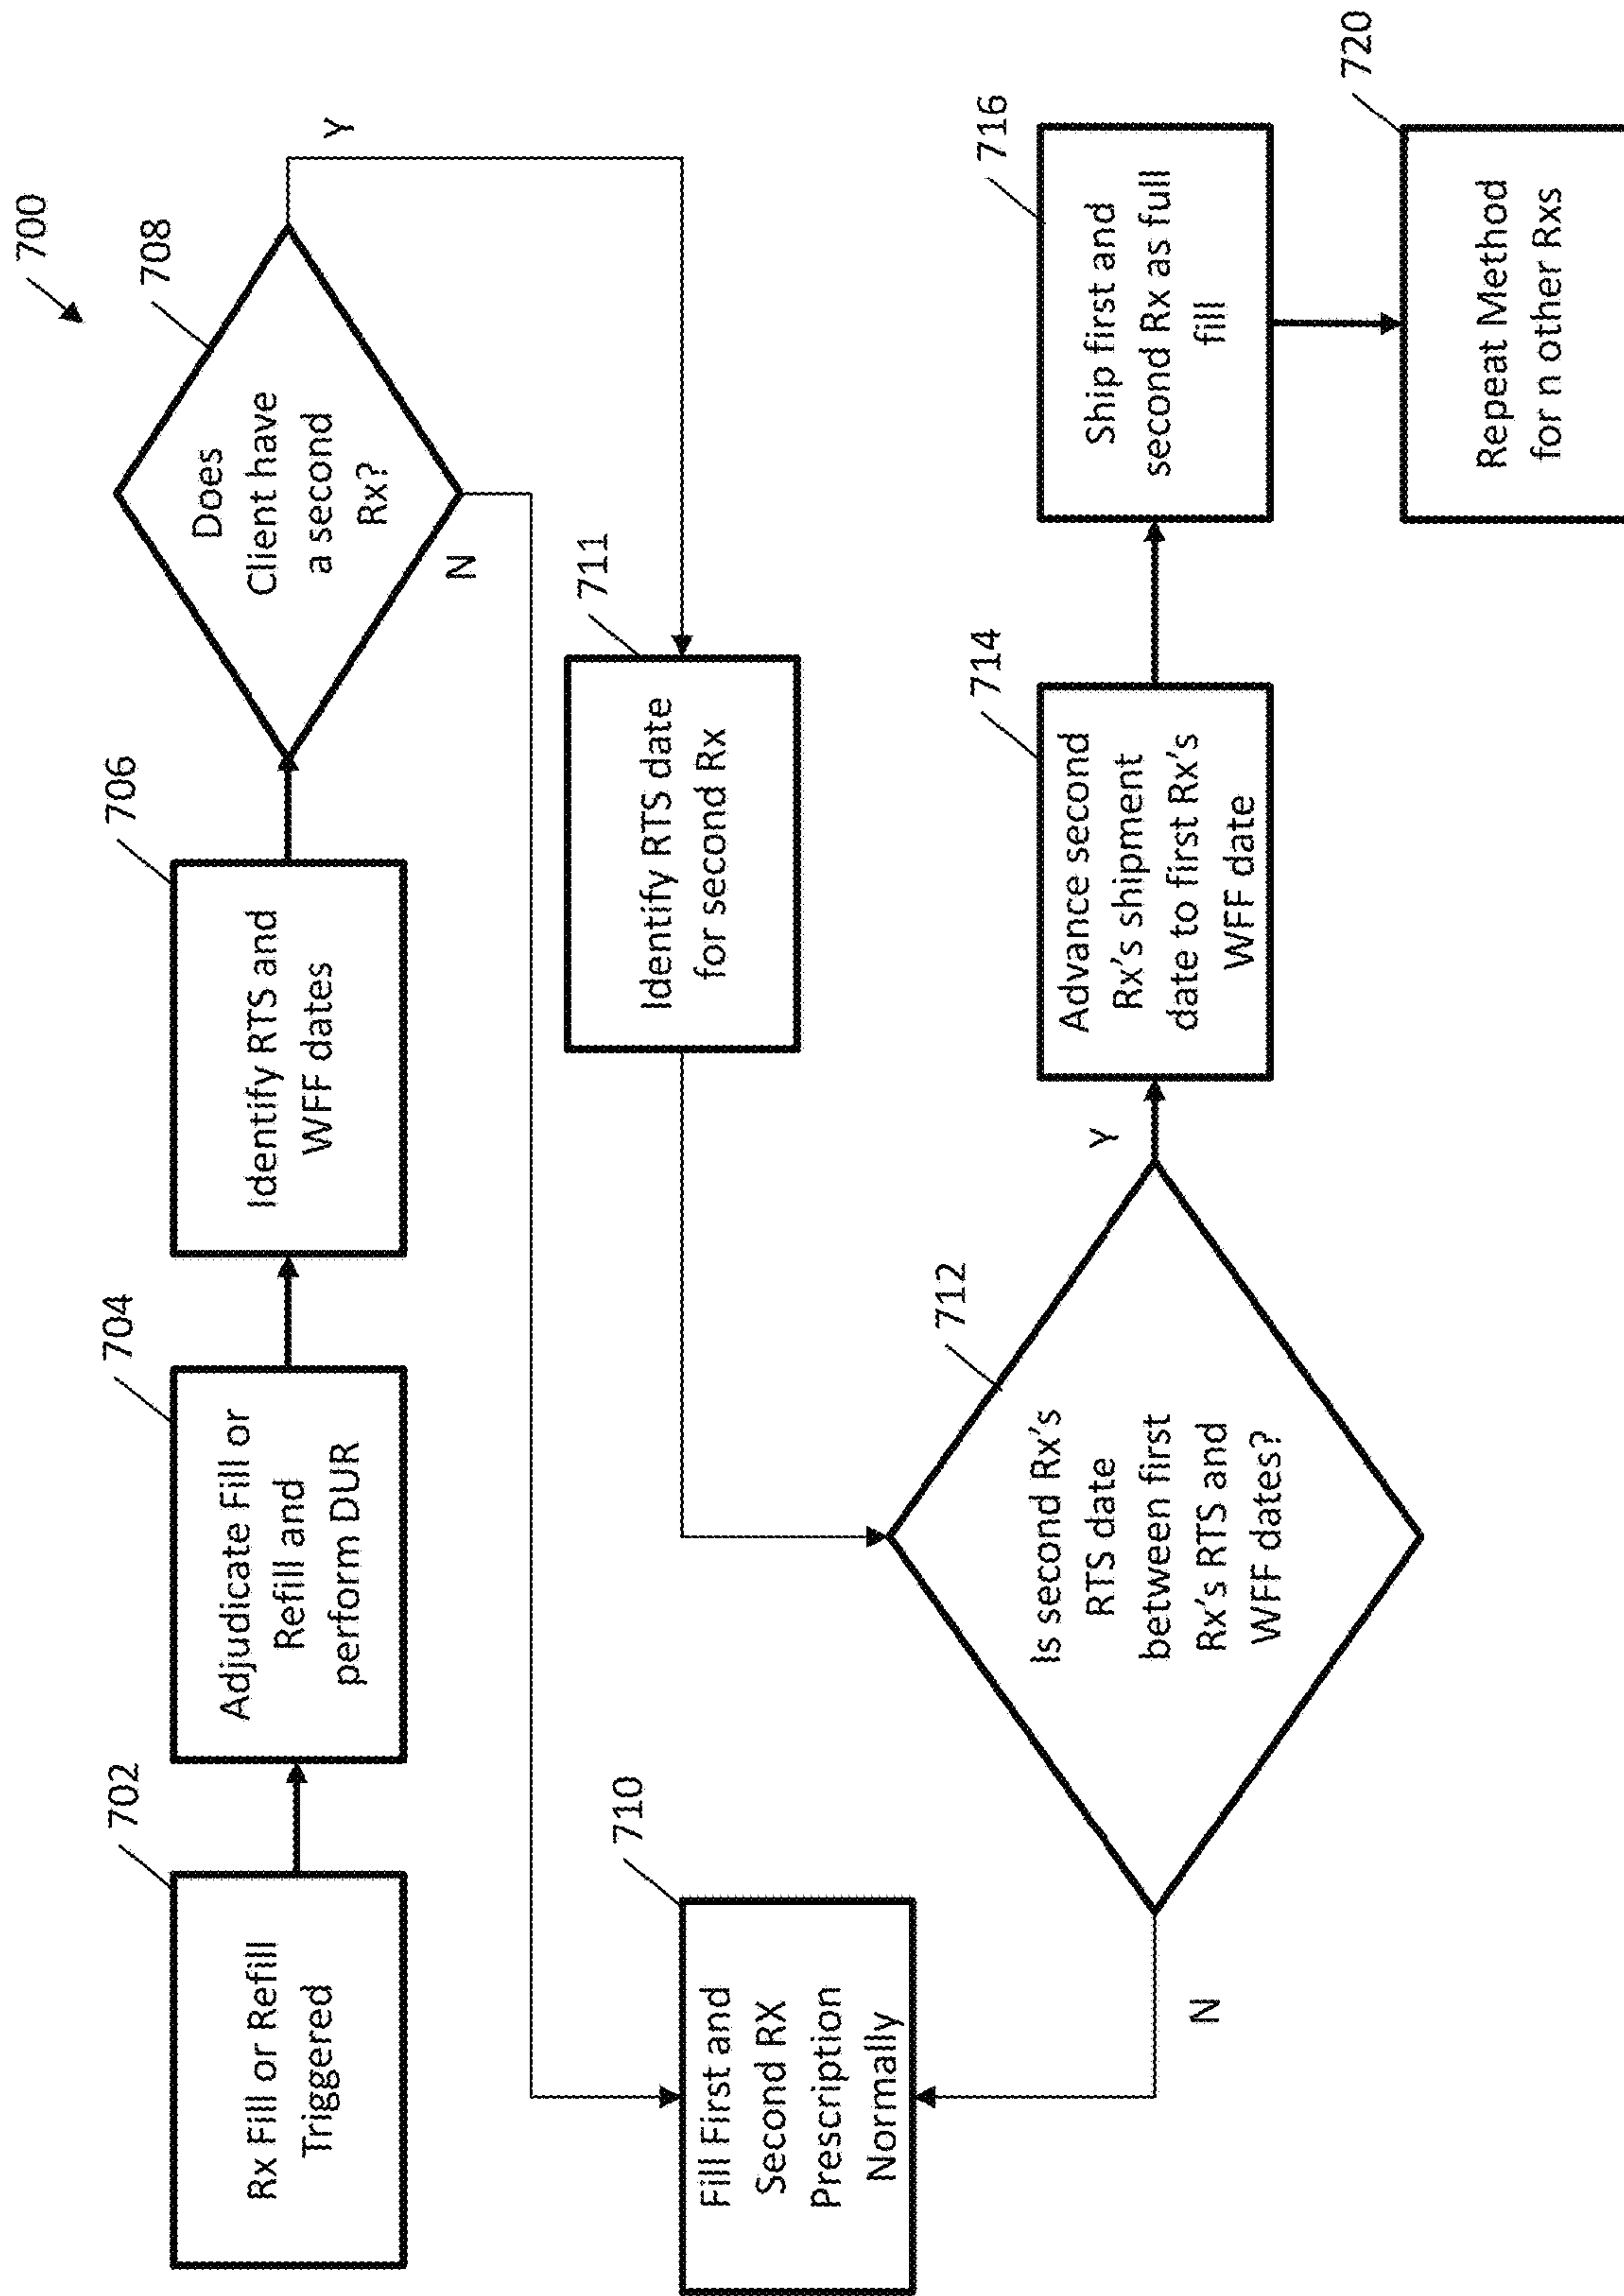 700
702
Rx Fill or Refill
Triggered
704
Adjudicate Fill or
Refill and
perform DUR
706
Identify RTS and
WFF dates
708
Does
Client have
a second
Rx?
Y
N
710
Fill First and
Second RX
Prescription
Normally
711
Identify RTS date
for second Rx
712
Is second Rx's
RTS date
between first
Rx's RTS and
WFF dates?
N
Y
714
Advance second
Rx's shipment
date to first Rx's
WFF date
716
Ship first and
second Rx as full
fill
720
Repeat Method
for n other Rxs